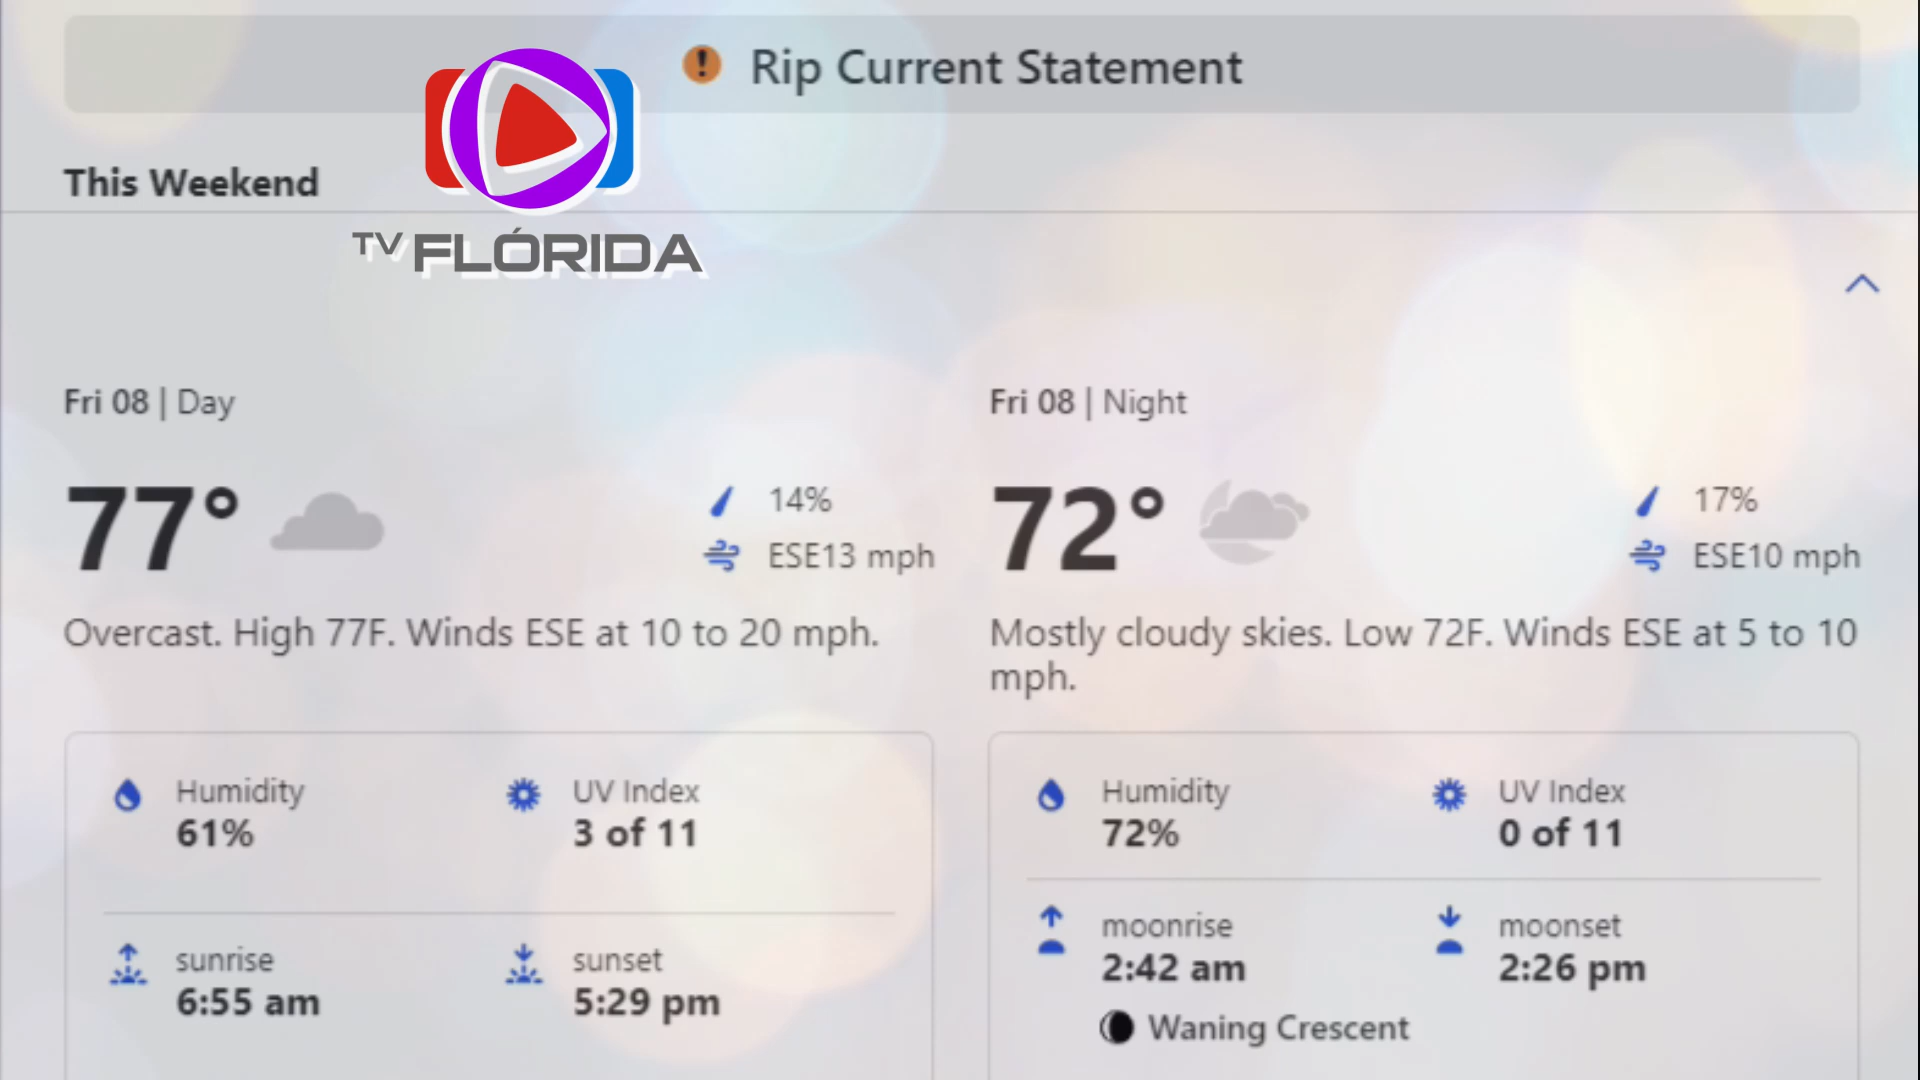 Rip Current Statement
This Weekend
TV FLÓRIDA
Fri 08 | Day
77°
14%
ESE13 mph
Overcast. High 77F. Winds ESE at 10 to 20 mph.
Humidity
61%
UV Index
3 of 11
sunrise
6:55 am
sunset
5:29 pm
Fri 08 | Night
72°
17%
ESE10 mph
Mostly cloudy skies. Low 72F. Winds ESE at 5 to 10
mph.
Humidity
72%
UV Index
0 of 11
moonrise
2:42 am
moonset
2:26 pm
Waning Crescent